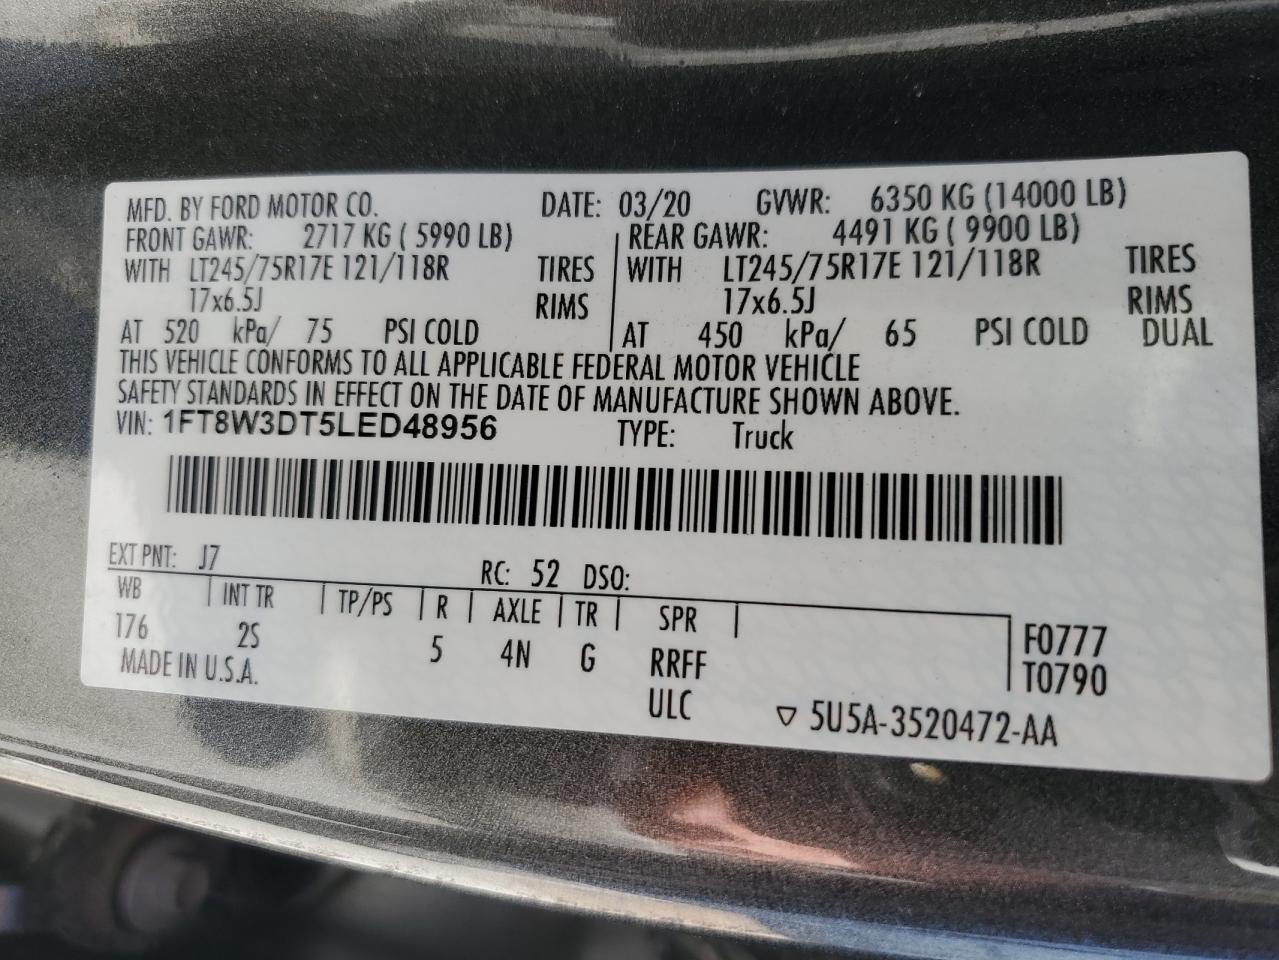 MFD. BY FORD MOTOR CO. DATE: 03/20 GVWR: 6350 KG (14000 LB)
FRONT GAWR: 2717 KG ( 5990 LB) REAR GAWR: 4491 KG ( 9900 LB)
WITH LT245/75R17E 121/118R TIRES WITH LT245/75R17E 121/118R TIRES
17x6.5J RIMS 17x6.5J RIMS
AT 520 kPa/ 75 PSI COLD AT 450 kPa/ 65 PSI COLD DUAL
THIS VEHICLE CONFORMS TO ALL APPLICABLE FEDERAL MOTOR VEHICLE
SAFETY STANDARDS IN EFFECT ON THE DATE OF MANUFACTURE SHOWN ABOVE.
VIN: 1FT8W3DT5LED48956 TYPE: Truck
EXT PNT: J7 RC: 52 DSO:
WB INT TR TP/PS R AXLE TR SPR F0777
176 2S 5 4N G RRFF T0790
MADE IN U.S.A. ULC ▽ 5U5A-3520472-AA